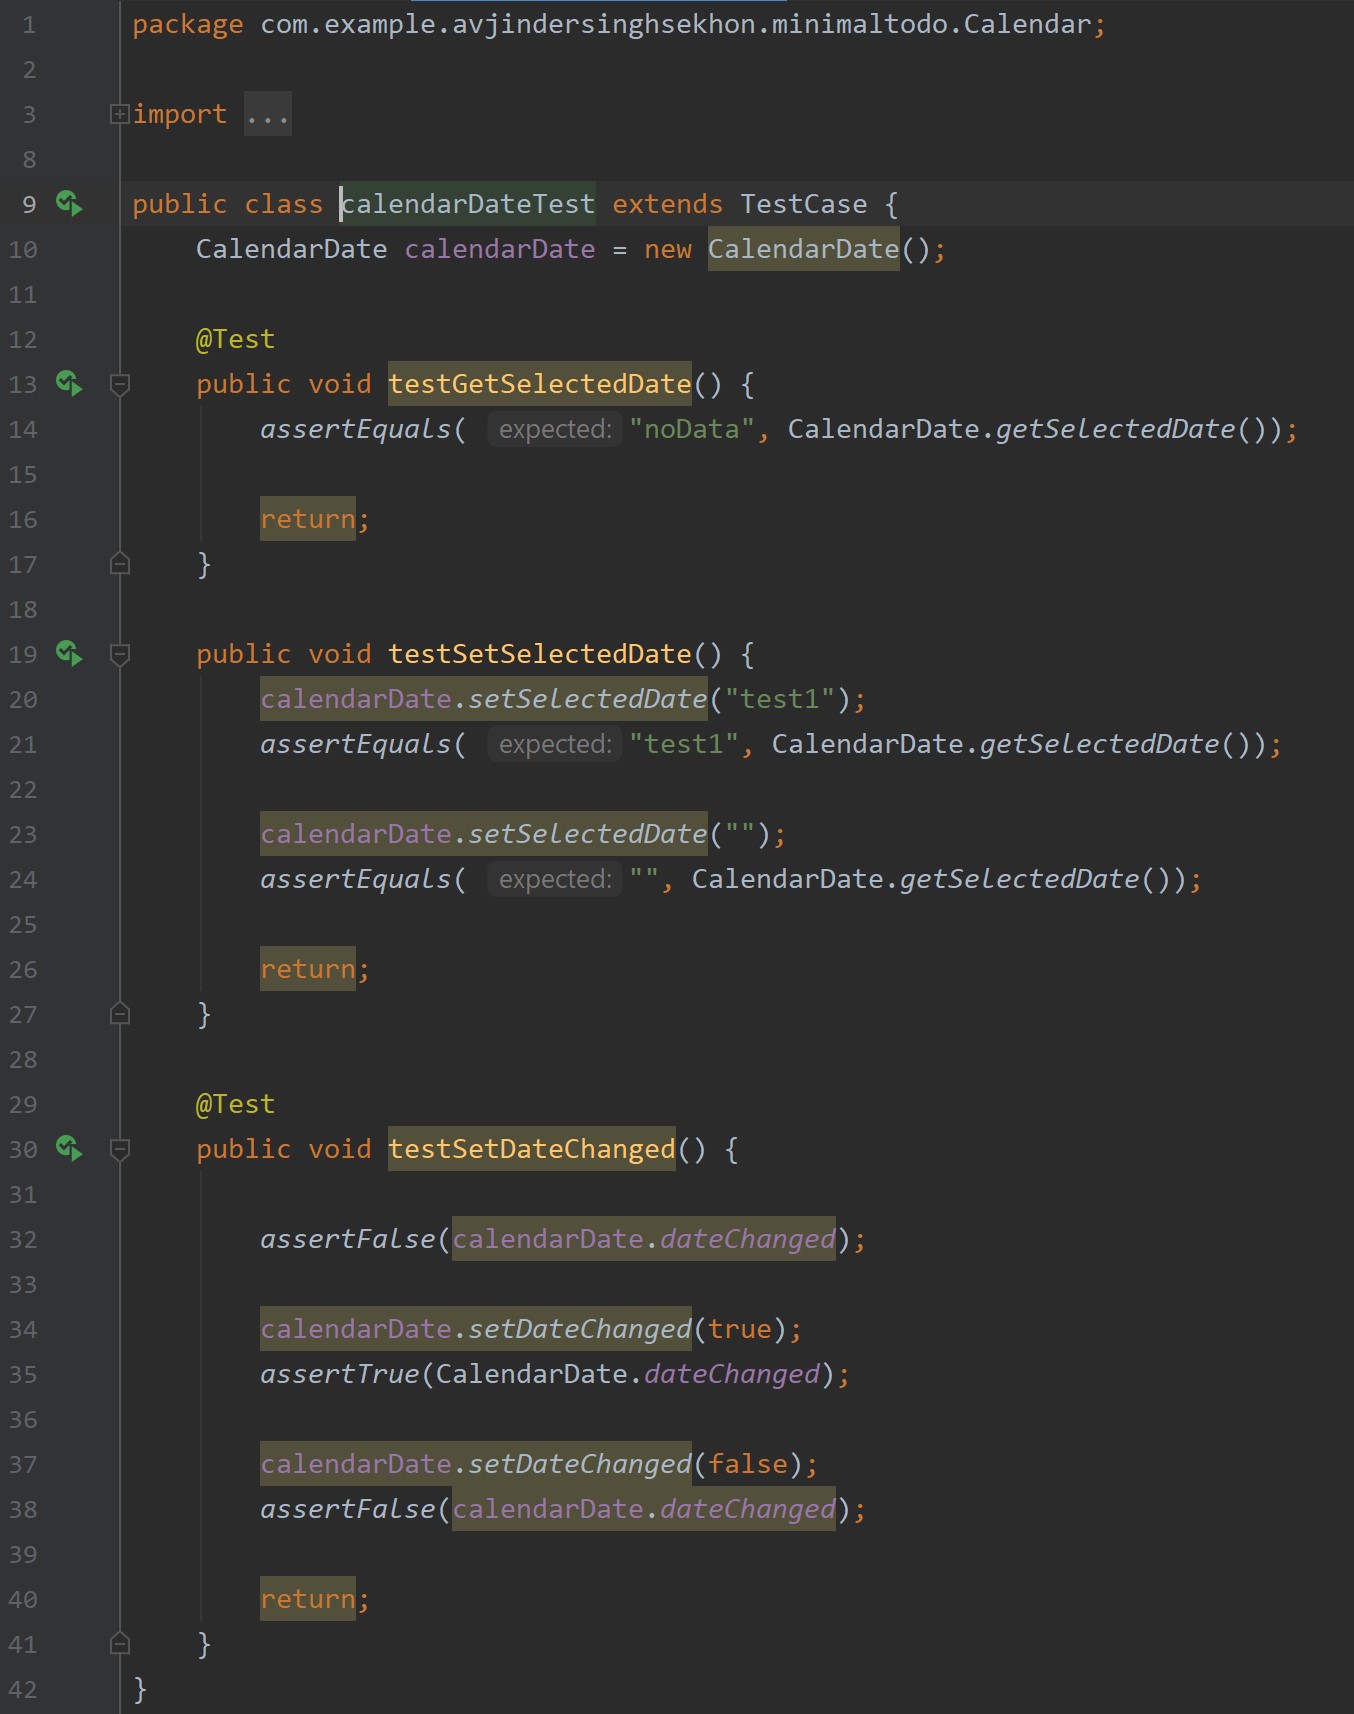 1 package com.example.avjindersinghsekhon.minimaltodo.Calendar;
2
3 import ...
8
9 public class calendarDateTest extends TestCase {
10 CalendarDate calendarDate = new CalendarDate();
11
12 @Test
13 public void testGetSelectedDate() {
14 assertEquals( expected: "noData", CalendarDate.getSelectedDate());
15
16 return;
17 }
18
19 public void testSetSelectedDate() {
20 calendarDate.setSelectedDate("test1");
21 assertEquals( expected: "test1", CalendarDate.getSelectedDate());
22
23 calendarDate.setSelectedDate("");
24 assertEquals( expected: "", CalendarDate.getSelectedDate());
25
26 return;
27 }
28
29 @Test
30 public void testSetDateChanged() {
31
32 assertFalse(calendarDate.dateChanged);
33
34 calendarDate.setDateChanged(true);
35 assertTrue(CalendarDate.dateChanged);
36
37 calendarDate.setDateChanged(false);
38 assertFalse(calendarDate.dateChanged);
39
40 return;
41 }
42 }